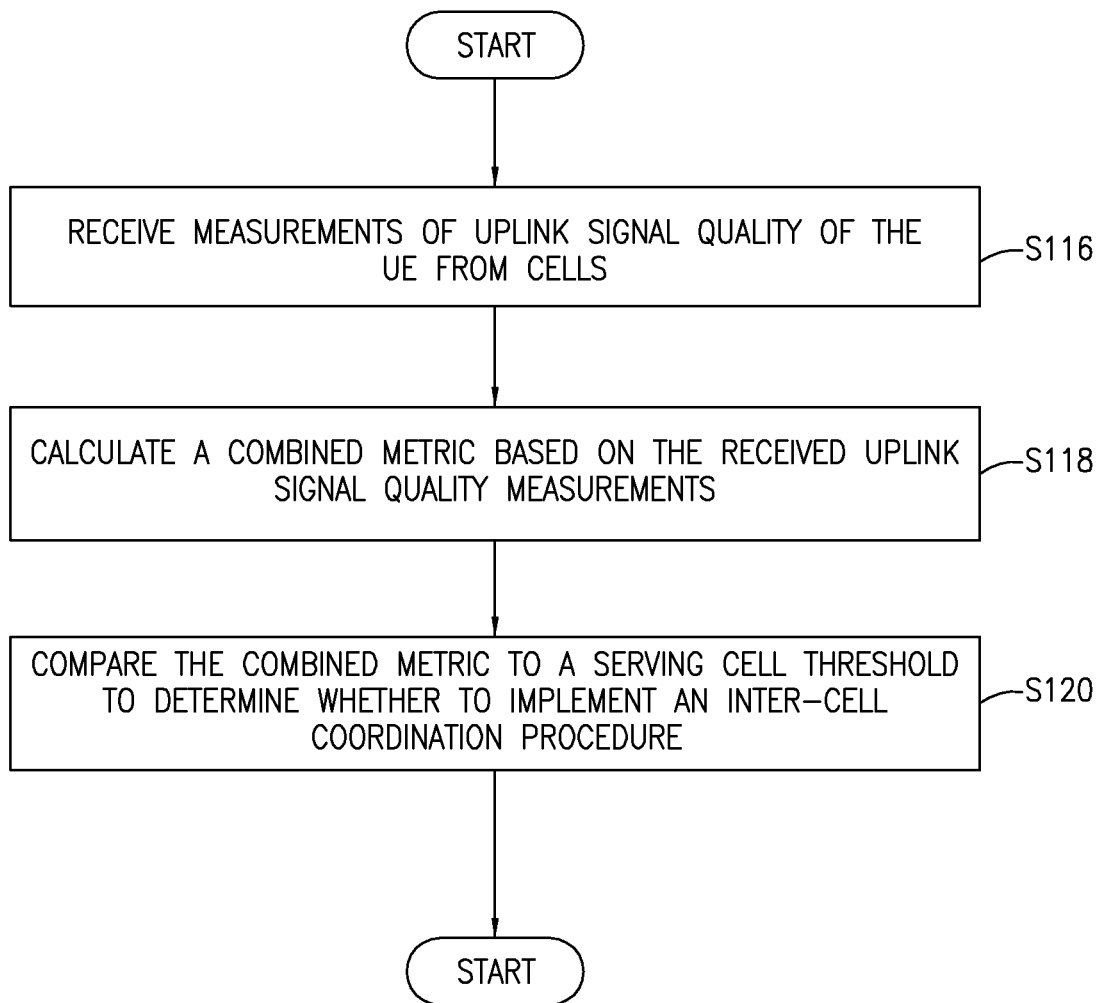 START
RECEIVE MEASUREMENTS OF UPLINK SIGNAL QUALITY OF THE
UE FROM CELLS
S116
CALCULATE A COMBINED METRIC BASED ON THE RECEIVED UPLINK
SIGNAL QUALITY MEASUREMENTS
S118
COMPARE THE COMBINED METRIC TO A SERVING CELL THRESHOLD
TO DETERMINE WHETHER TO IMPLEMENT AN INTER-CELL
COORDINATION PROCEDURE
S120
START